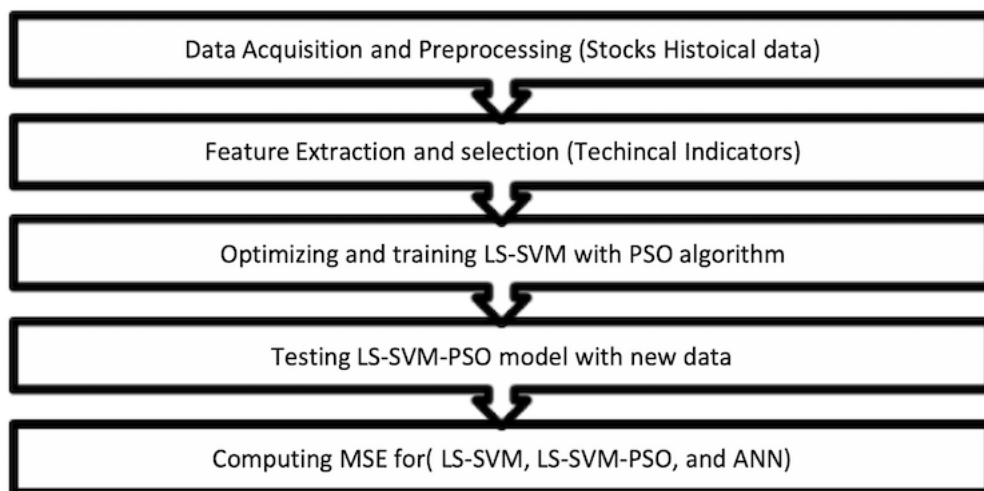 Data Acquisition and Preprocessing (Stocks Histoical data)
Feature Extraction and selection (Techincal Indicators)
Optimizing and training LS-SVM with PSO algorithm
Testing LS-SVM-PSO model with new data
Computing MSE for( LS-SVM, LS-SVM-PSO, and ANN)